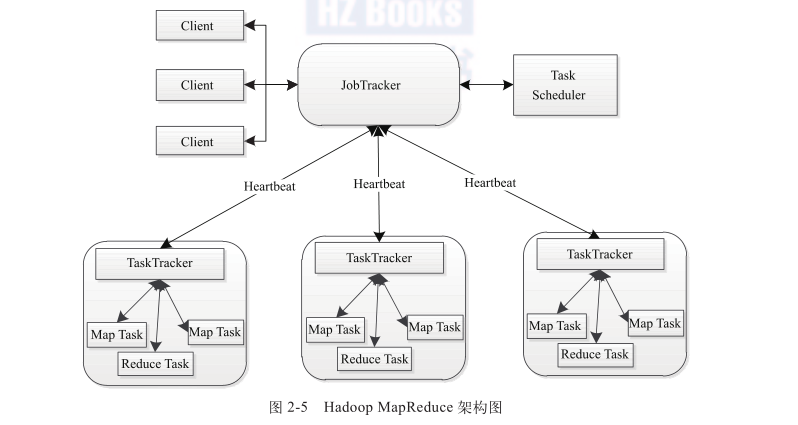 HZ BOOKS
Client
Client
JobTracker
Task
Scheduler
Client
Heartbeat
Heartbeat
Heartbeat
TaskTracker
Map Task
Map Task
Reduce Task
TaskTracker
Map Task
Map Task
Reduce Task
TaskTracker
Map Task
Map Task
Reduce Task
图 2-5 Hadoop MapReduce 架构图